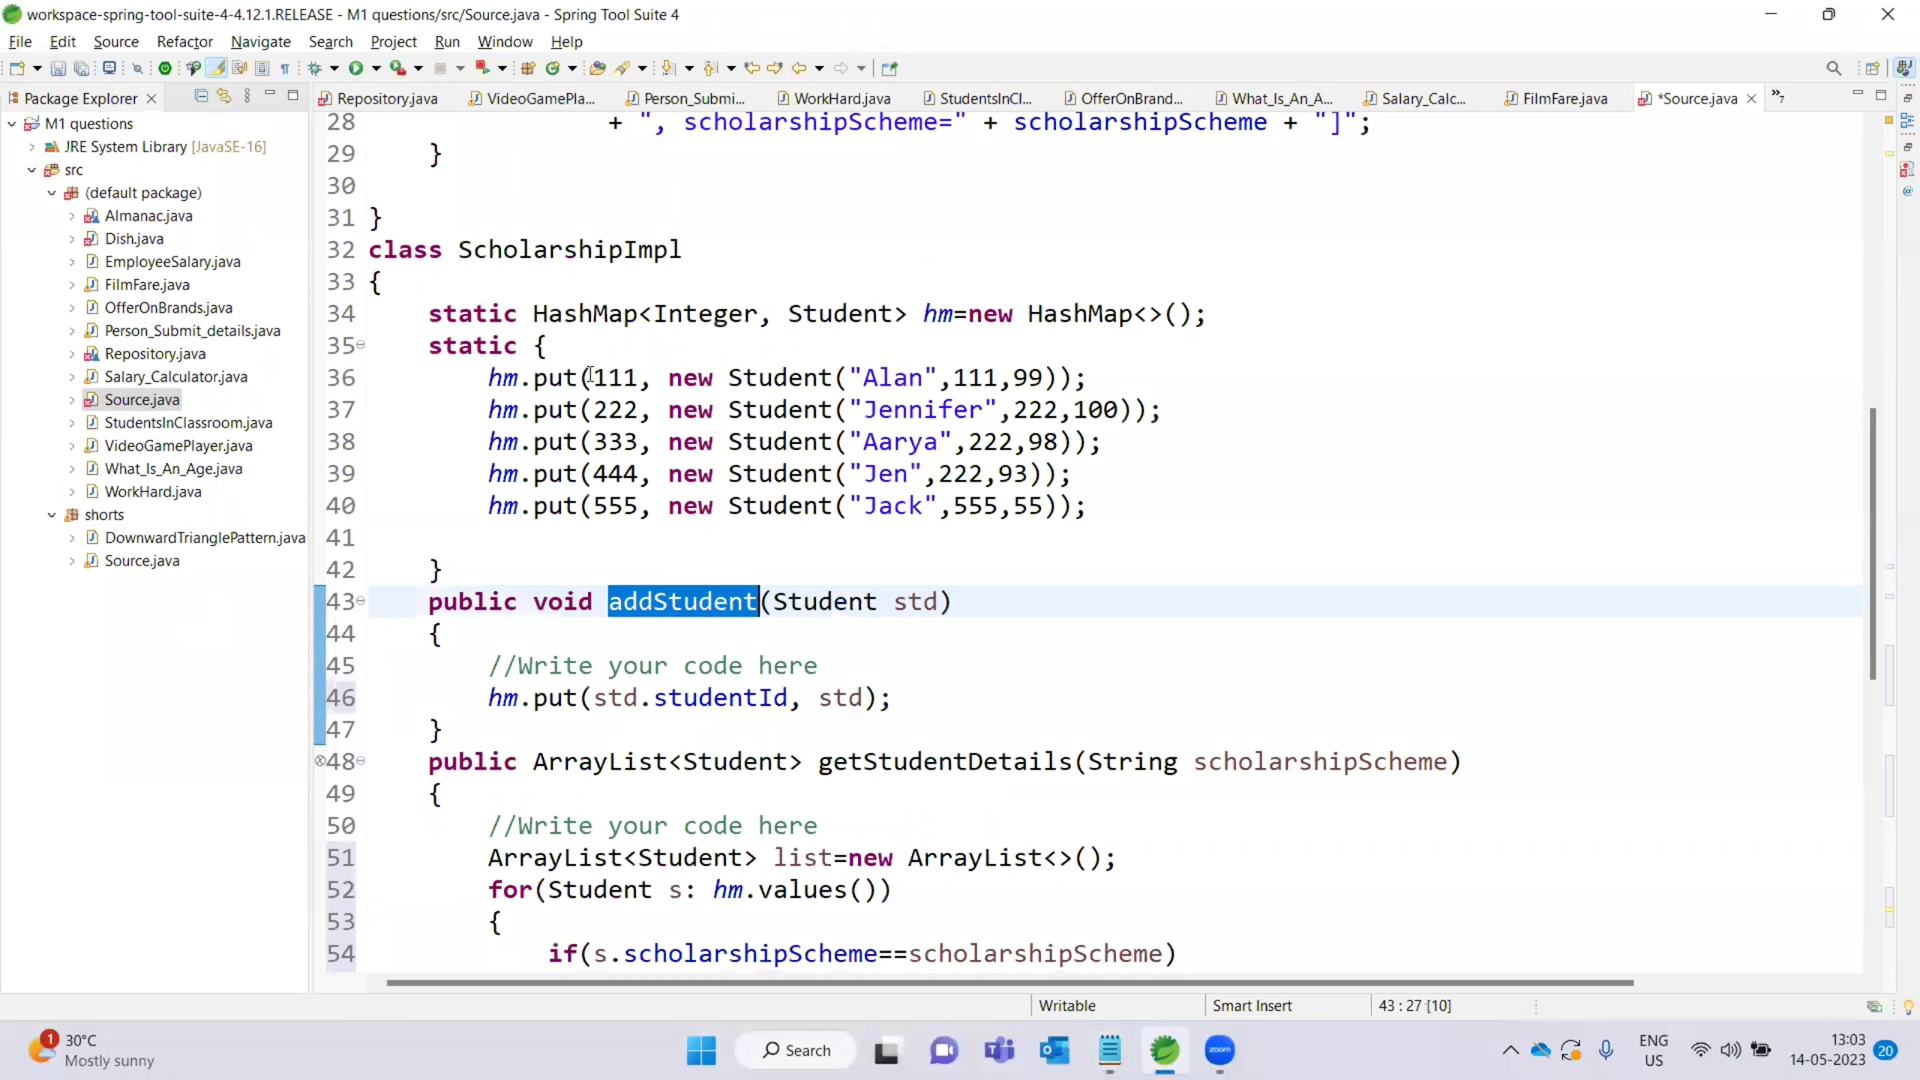 workspace-spring-tool-suite-4-4.12.1.RELEASE - M1 questions/src/Source.java - Spring Tool Suite 4
File Edit Source Refactor Navigate Search Project Run Window Help
Package Explorer
Repository.java VideoGamePla... Person_Submi... WorkHard.java StudentsInCl... OfferOnBrand... What_Is_An_A... Salary_Calc... FilmFare.java *Source.java »7
M1 questions
JRE System Library [JavaSE-16]
src
(default package)
Almanac.java
Dish.java
EmployeeSalary.java
FilmFare.java
OfferOnBrands.java
Person_Submit_details.java
Repository.java
Salary_Calculator.java
Source.java
StudentsInClassroom.java
VideoGamePlayer.java
What_Is_An_Age.java
WorkHard.java
shorts
DownwardTrianglePattern.java
Source.java
28 + ", scholarshipScheme=" + scholarshipScheme + "]";
29 }
30
31 }
32 class ScholarshipImpl
33 {
34 static HashMap<Integer, Student> hm=new HashMap<>();
35 static {
36 hm.put(111, new Student("Alan",111,99));
37 hm.put(222, new Student("Jennifer",222,100));
38 hm.put(333, new Student("Aarya",222,98));
39 hm.put(444, new Student("Jen",222,93));
40 hm.put(555, new Student("Jack",555,55));
41
42 }
43 public void addStudent(Student std)
44 {
45 //Write your code here
46 hm.put(std.studentId, std);
47 }
48 public ArrayList<Student> getStudentDetails(String scholarshipScheme)
49 {
50 //Write your code here
51 ArrayList<Student> list=new ArrayList<>();
52 for(Student s: hm.values())
53 {
54 if(s.scholarshipScheme==scholarshipScheme)
Writable Smart Insert 43 : 27 [10]
1
30°C
Mostly sunny
Search
zoom
ENG
US
13:03
14-05-2023
20